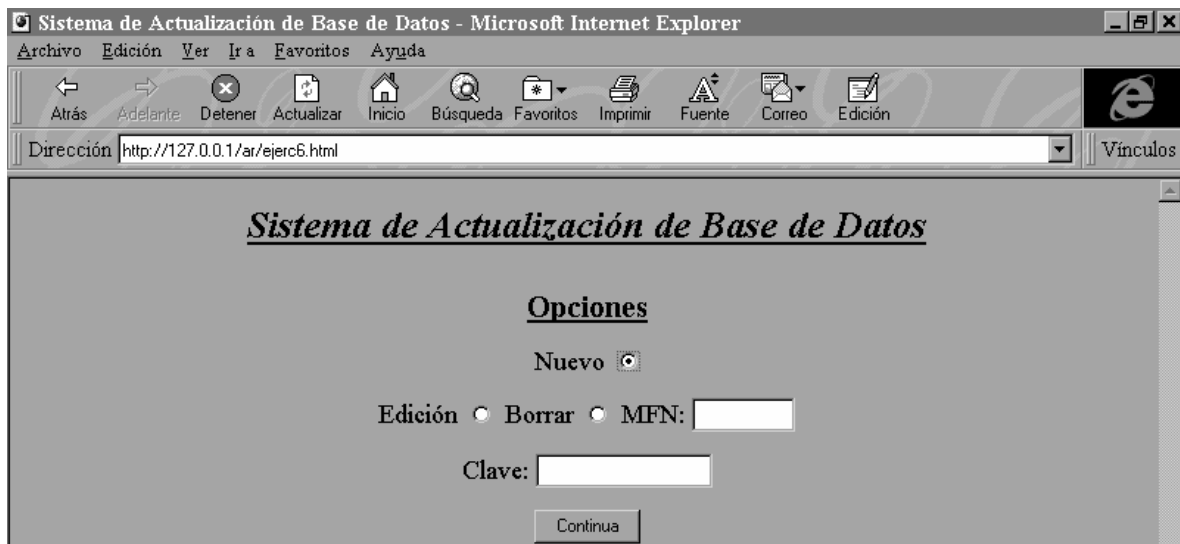 Sistema de Actualización de Base de Datos - Microsoft Internet Explorer
Archivo Edición Ver Ir a Favoritos Ayuda
Atrás Adelante Detener Actualizar Inicio Búsqueda Favoritos Imprimir Fuente Correo Edición
Dirección http://127.0.0.1/ar/ejerc6.html Vínculos
Sistema de Actualización de Base de Datos
Opciones
Nuevo
Edición Borrar MFN:
Clave:
Continua